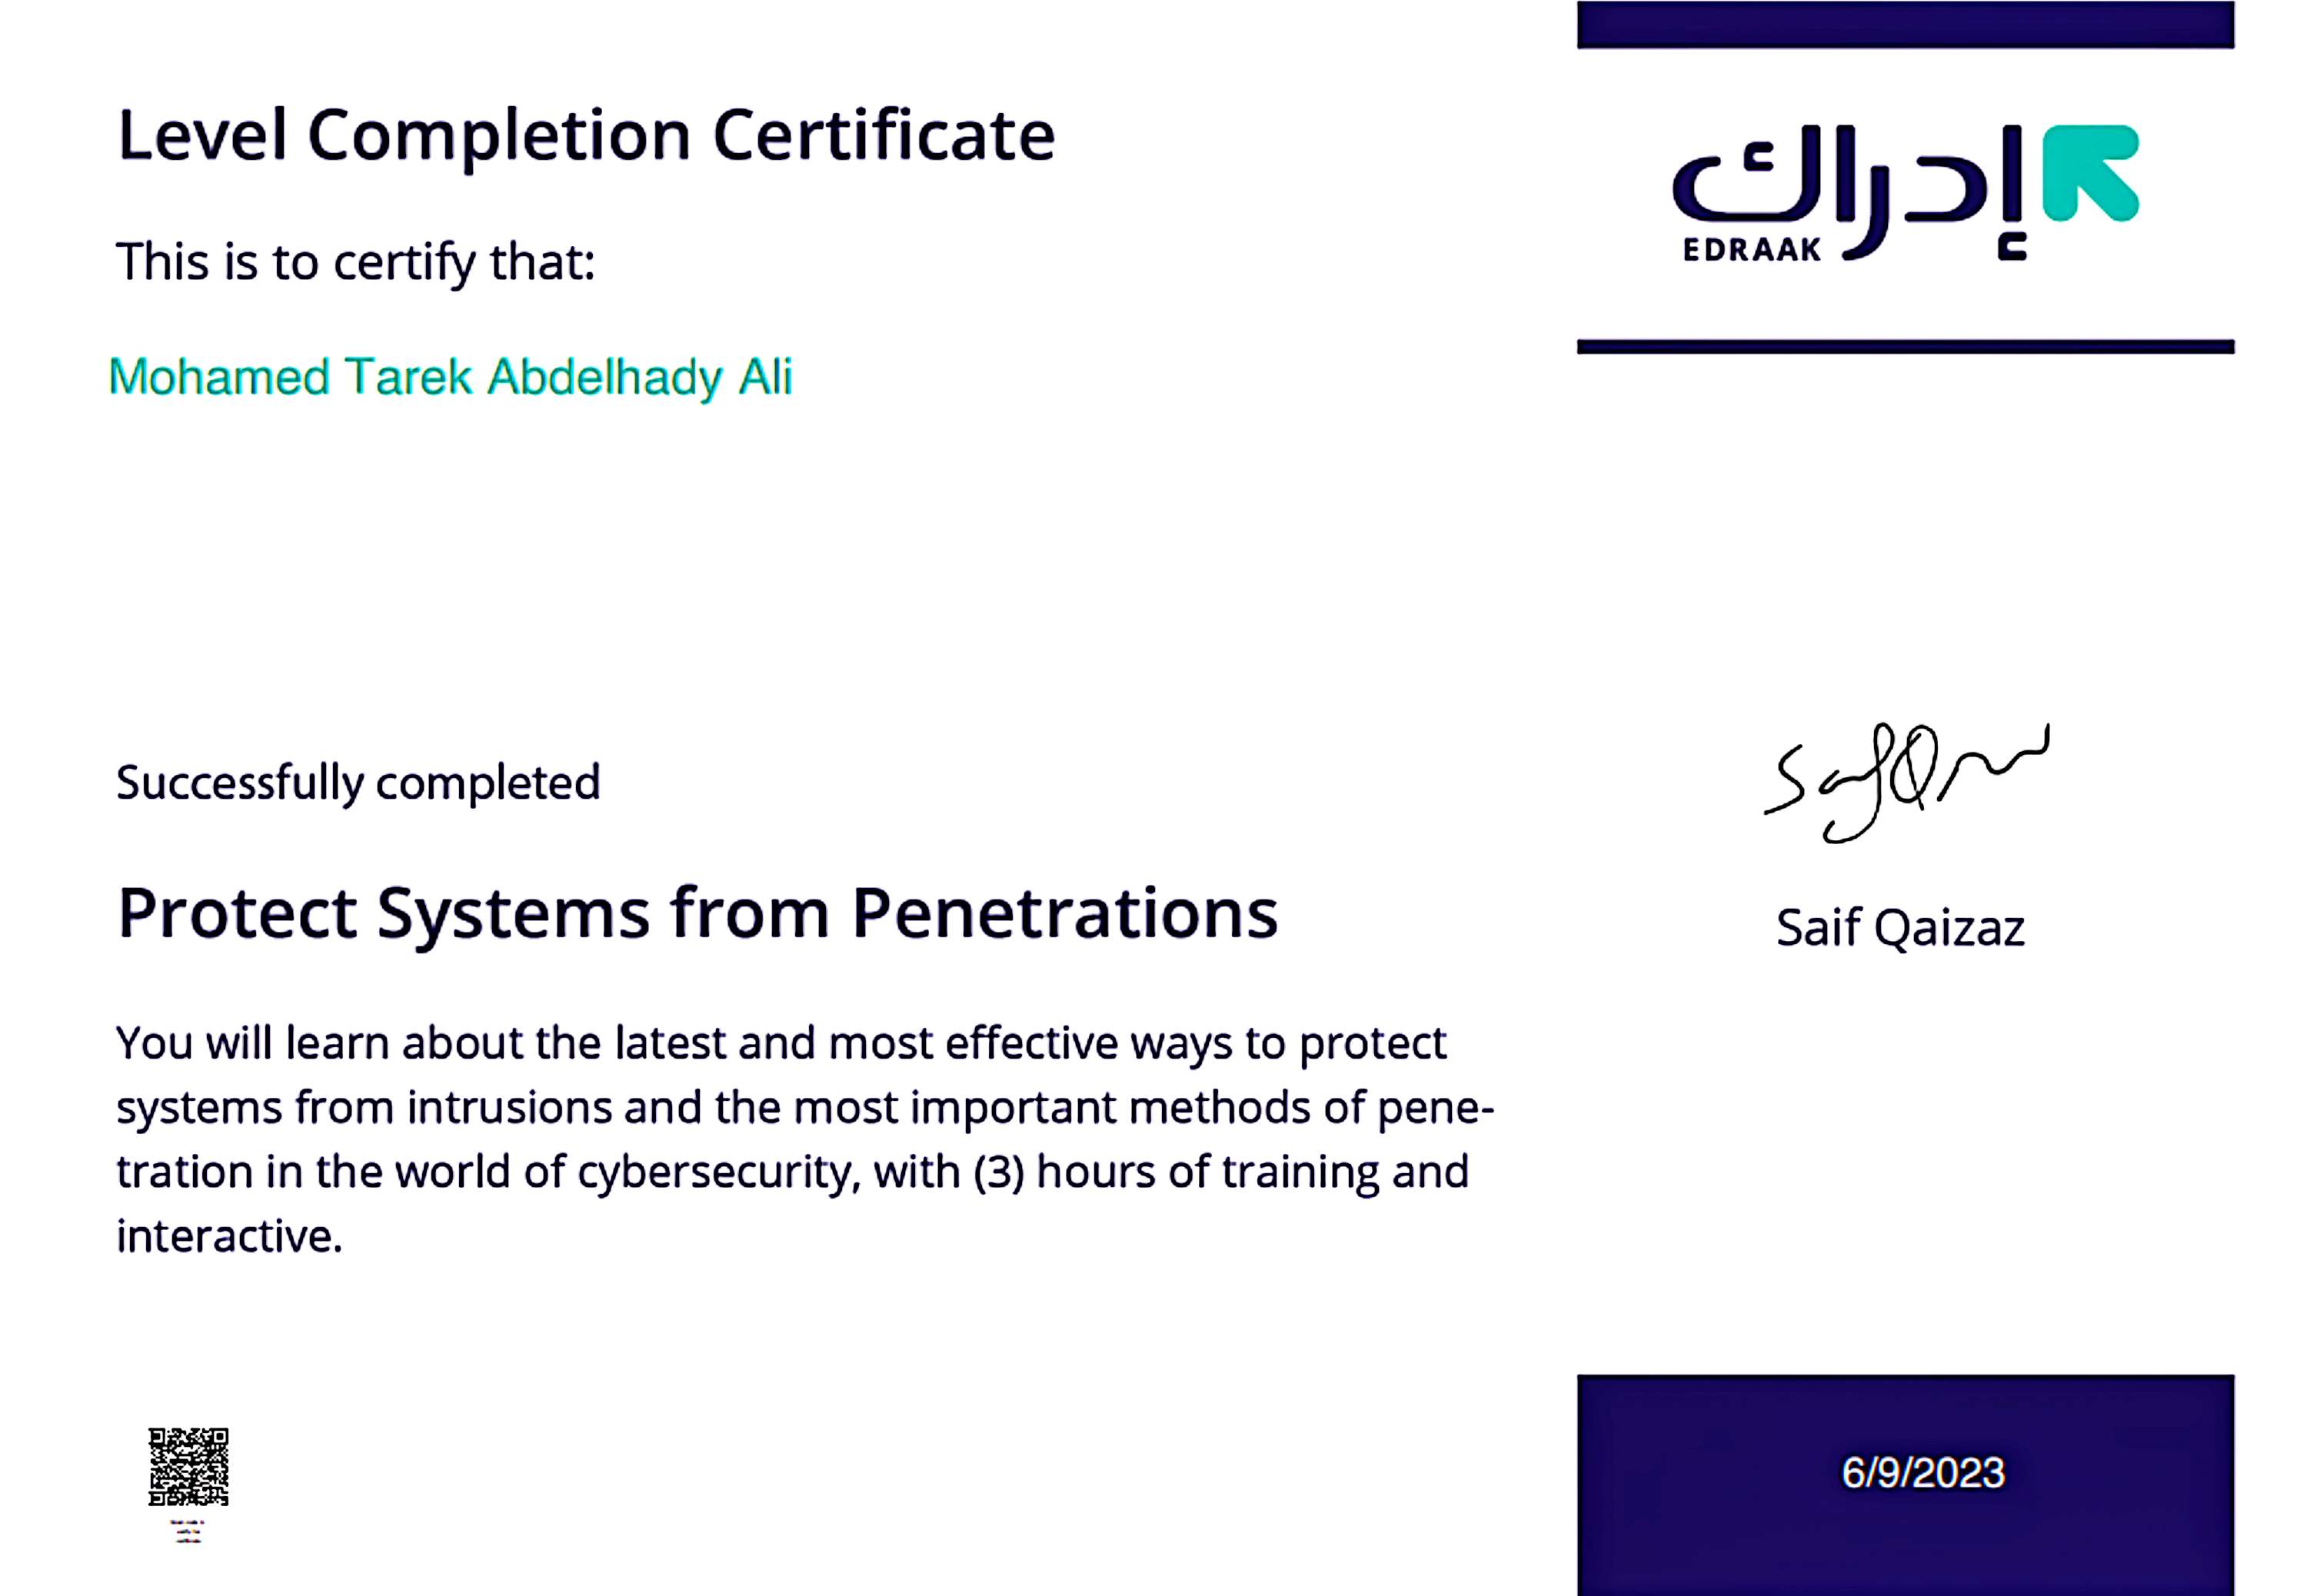 Level Completion Certificate
This is to certify that:
Mohamed Tarek Abdelhady Ali
Successfully completed
Protect Systems from Penetrations
You will learn about the latest and most effective ways to protect
systems from intrusions and the most important methods of pene-
tration in the world of cybersecurity, with (3) hours of training and
interactive.
إدراك
EDRAAK
Saif Qaizaz
6/9/2023